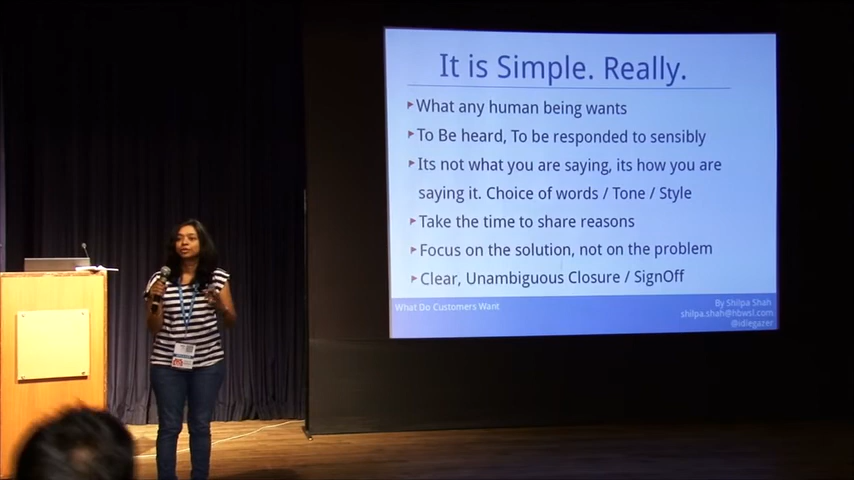 It is Simple. Really.
What any human being wants
To Be heard, To be responded to sensibly
Its not what you are saying, its how you are
saying it. Choice of words / Tone / Style
Take the time to share reasons
Focus on the solution, not on the problem
Clear, Unambiguous Closure / SignOff
What Do Customers Want
By Shilpa Shah
shilpa.shah@hbwsl.com
@idlegazer